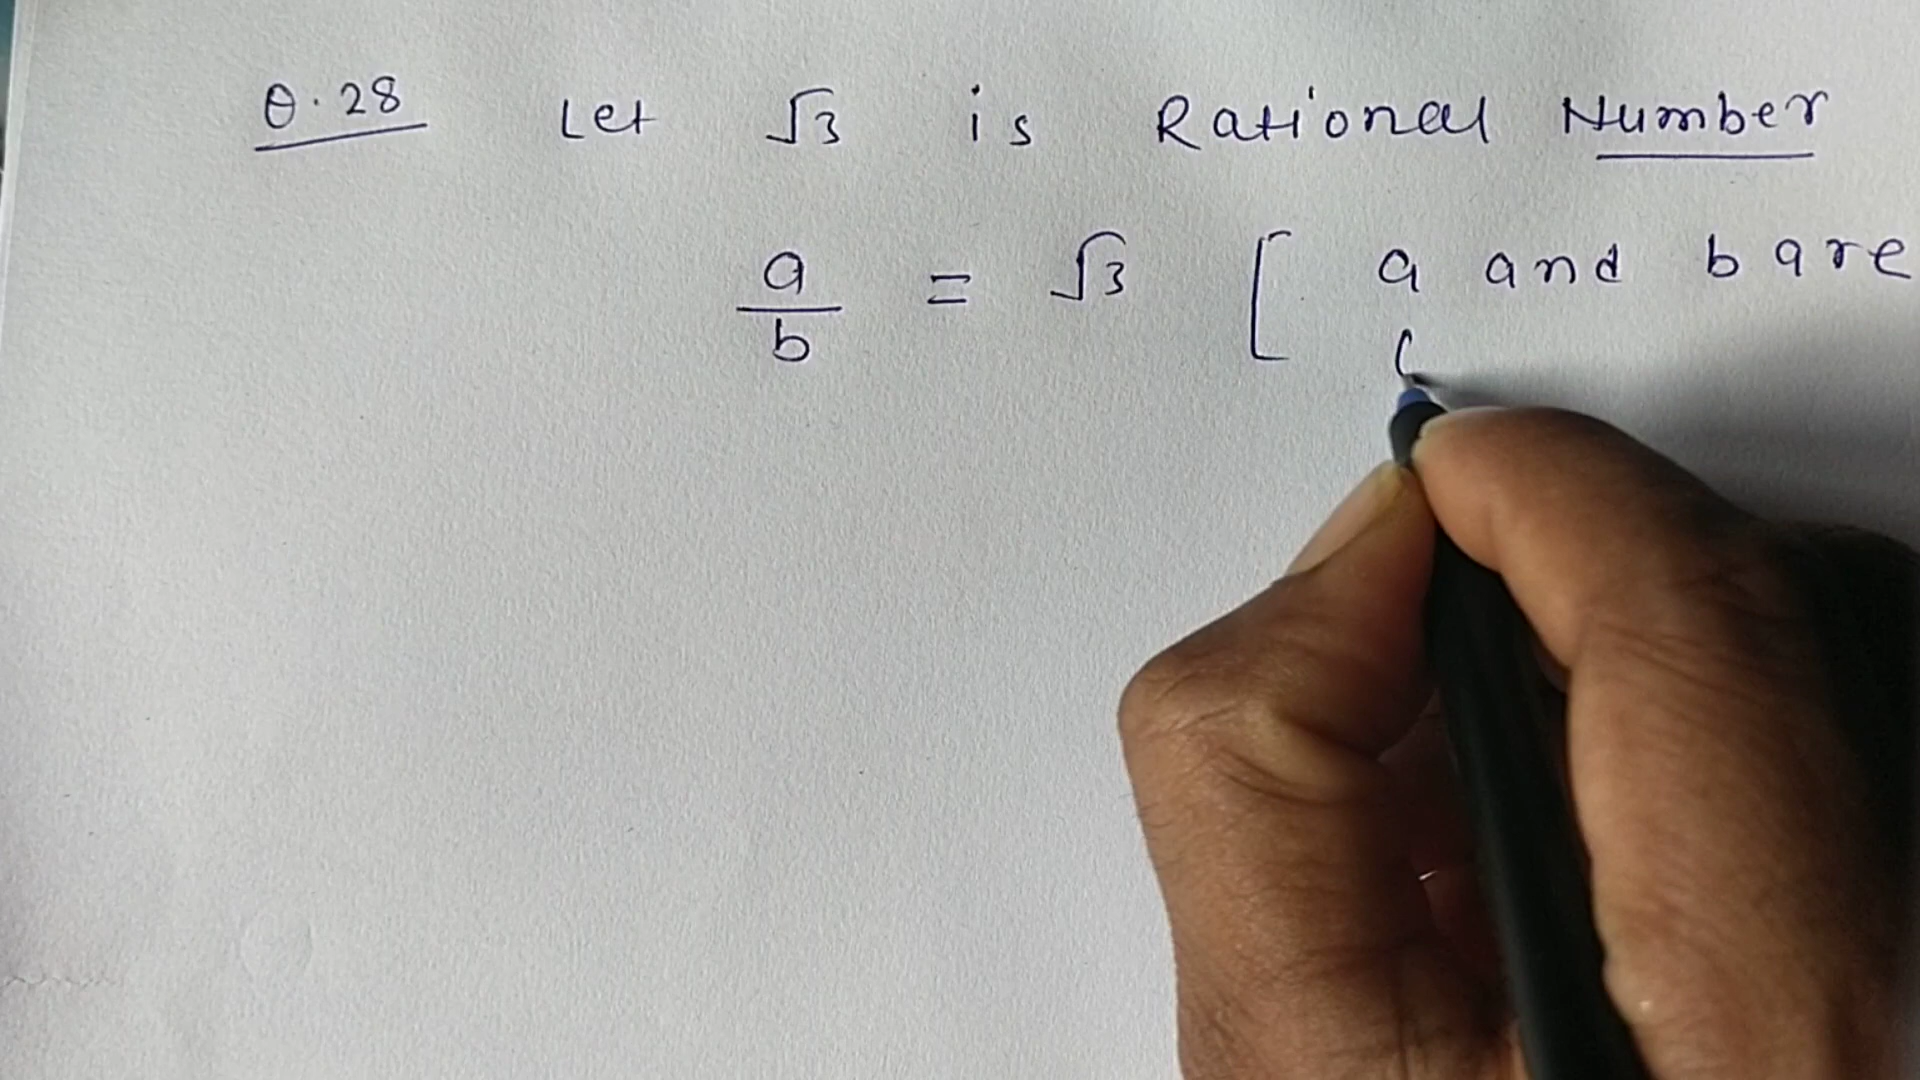 Q.28 Let √3 is Rational Number
a/b = √3 [ a and b are
(